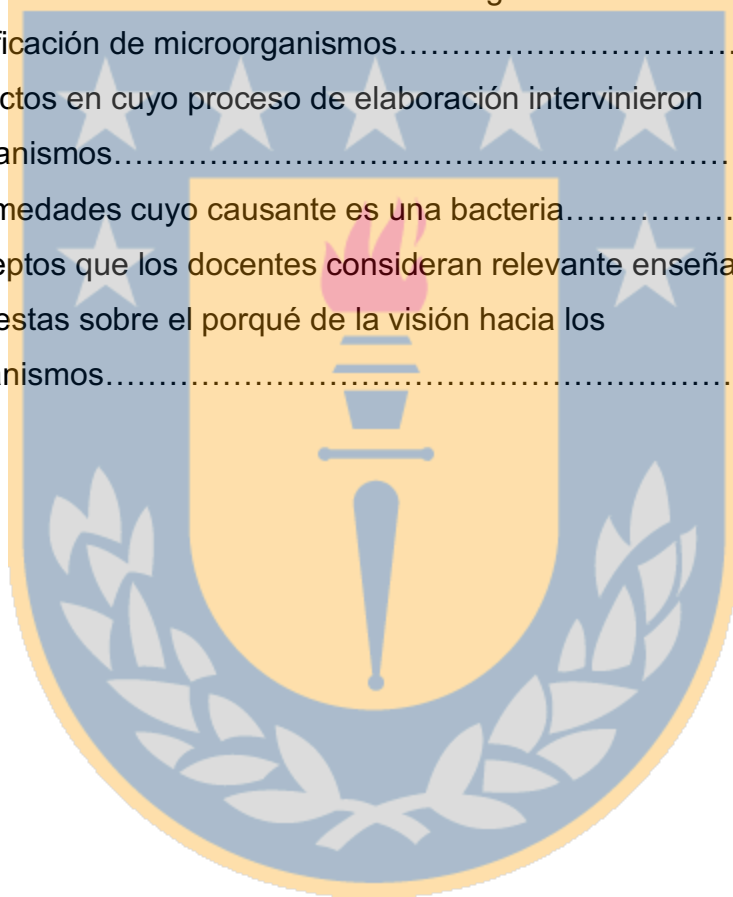 ficación de microorganismos……………………………
ctos en cuyo proceso de elaboración intervinieron
anismos……………………………………………………
medades cuyo causante es una bacteria………………
eptos que los docentes consideran relevante enseña
estas sobre el porqué de la visión hacia los
anismos……………………………………………………